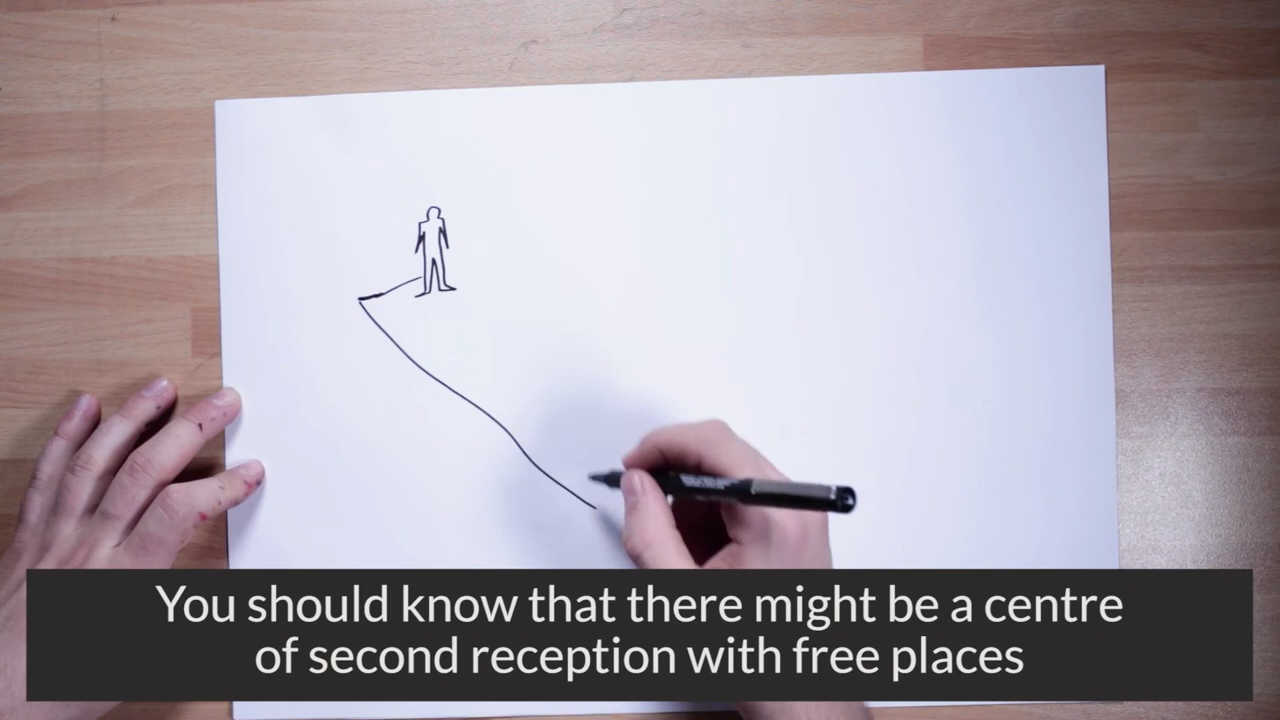 You should know that there might be a centre
of second reception with free places